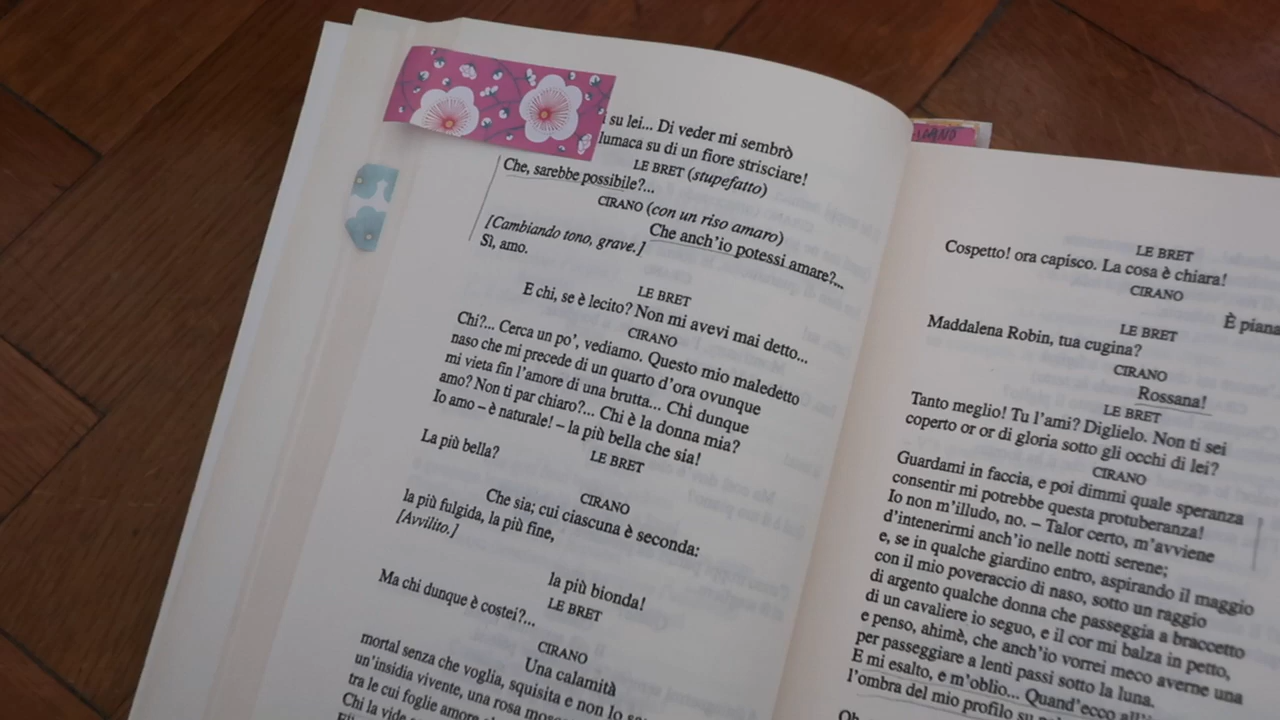 su lei... Di veder mi sembrò
lumaca su di un fiore strisciare!
LE BRET (stupefatto)
Che, sarebbe possibile?...
CIRANO (con un riso amaro)
Che anch'io potessi amare?...
[Cambiando tono, grave.]
Sì, amo.
LE BRET
E chi, se è lecito? Non mi avevi mai detto...
CIRANO
Chi?... Cerca un po', vediamo. Questo mio maledetto
naso che mi precede di un quarto d'ora ovunque
mi vieta fin l'amore di una brutta... Chi dunque
amo? Non ti par chiaro?... Chi è la donna mia?
Io amo – è naturale! – la più bella che sia!
LE BRET
La più bella?
CIRANO
Che sia; cui ciascuna è seconda:
la più fulgida, la più fine,
[Avvilito.]
la più bionda!
LE BRET
Ma chi dunque è costei?...
CIRANO
Una calamità
mortal senza che voglia, squisita e non lo
un'insidia vivente, una rosa
tra le cui foglie amore
Chi la vide
LE BRET
Cospetto! ora capisco. La cosa è chiara!
CIRANO
È piana
LE BRET
Maddalena Robin, tua cugina?
CIRANO
Rossana!
LE BRET
Tanto meglio! Tu l'ami? Diglielo. Non ti sei
coperto or or di gloria sotto gli occhi di lei?
CIRANO
Guardami in faccia, e poi dimmi quale speranza
consentir mi potrebbe questa protuberanza!
Io non m'illudo, no. – Talor certo, m'avviene
d'intenerirmi anch'io nelle notti serene;
e, se in qualche giardino entro, aspirando il maggio
con il mio poveraccio di naso, sotto un raggio
di argento qualche donna che passeggia a braccetto
di un cavaliere io seguo, e il cor mi balza in petto,
e penso, ahimè, che anch'io vorrei meco averne una
per passeggiare a lenti passi sotto la luna.
E mi esalto, e m'oblio... Quand'ecco
l'ombra del mio profilo su
Oh